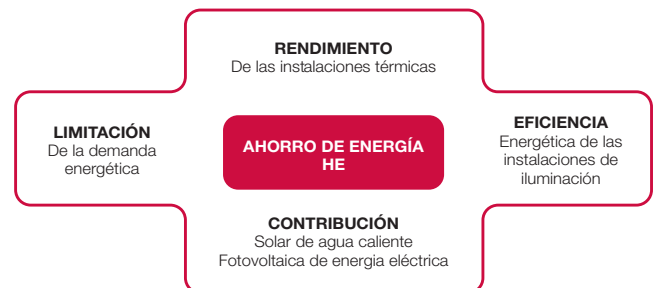 RENDIMIENTO
De las instalaciones térmicas
LIMITACIÓN
De la demanda
energética
AHORRO DE ENERGÍA
HE
EFICIENCIA
Energética de las
instalaciones de
iluminación
CONTRIBUCIÓN
Solar de agua caliente
Fotovoltaica de energia eléctrica